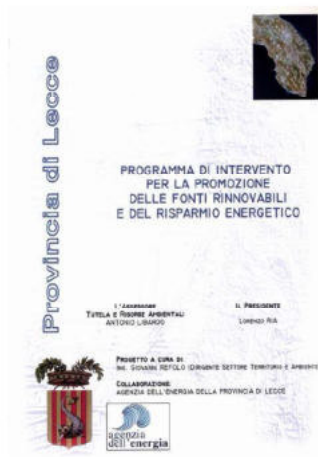 Provincia di Lecce
PROGRAMMA DI INTERVENTO
PER LA PROMOZIONE
DELLE FONTI RINNOVABILI
E DEL RISPARMIO ENERGETICO
L'ASSESSORE
TUTELA E RISORSE AMBIENTALI
ANTONIO LIBARDO
IL PRESIDENTE
LORENZO RIA
PROGETTO A CURA DI:
ING. GIOVANNI REFOLO (DIRIGENTE SETTORE TERRITORIO E AMBIENTE
COLLABORAZIONE:
AGENZIA DELL'ENERGIA DELLA PROVINCIA DI LECCE
agenzia
dell'energia